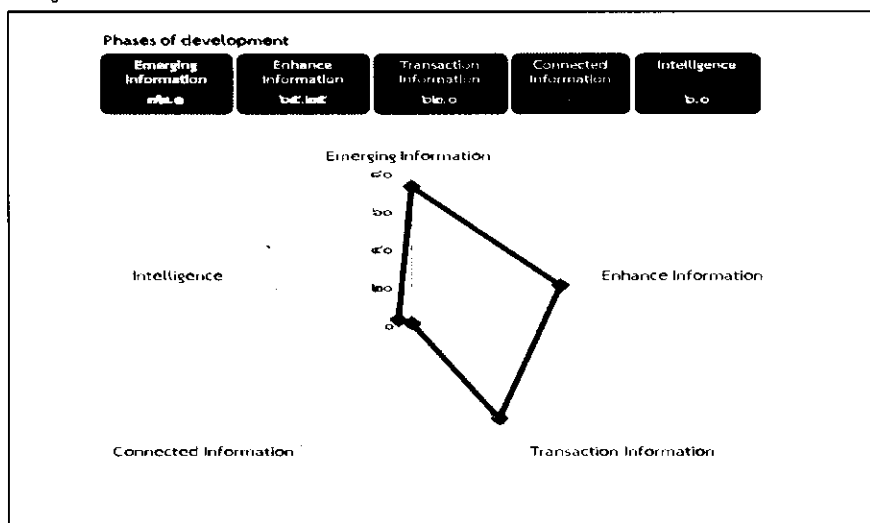 Phases of development
Emerging Information
Enhance Information
Transaction Information
Connected Information
Intelligence
-
Emerging Information
Intelligence
Enhance Information
๐
Connected Information
Transaction Information